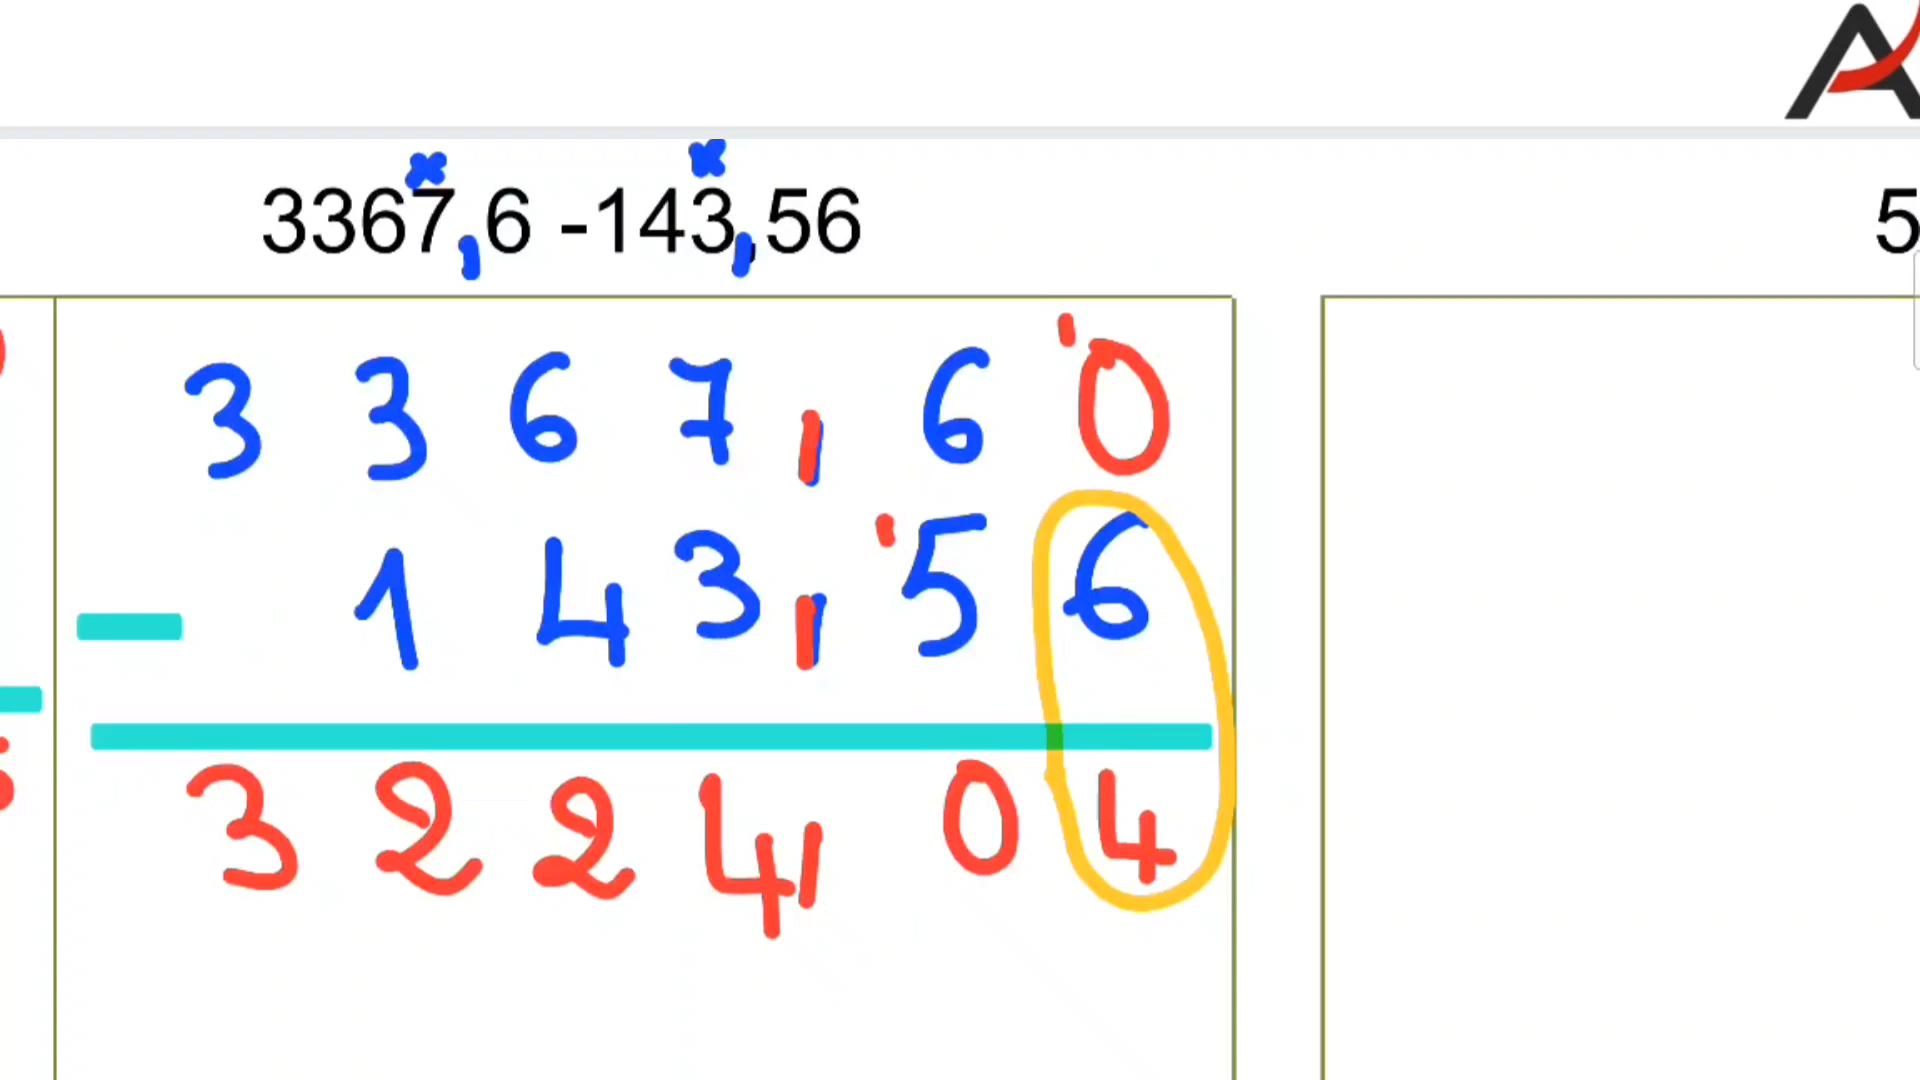 3367,6 -143,56
5
3 3 6 7 , 6 '0
- 1 4 3 , '5 6
3 2 2 4 , 0 4